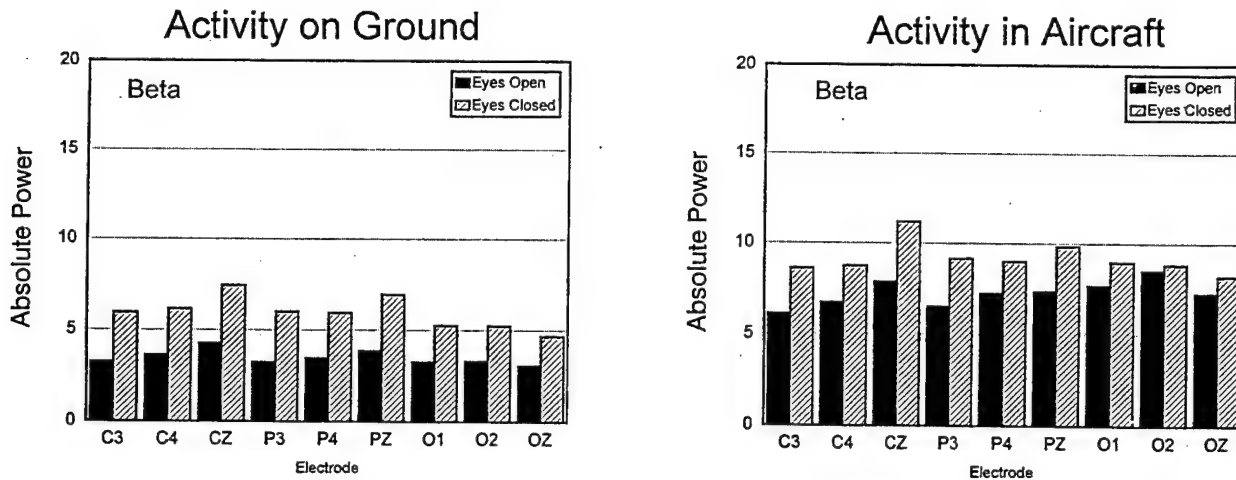 Activity on Ground
20
15
10
5
0
Absolute Power
Beta
Eyes Open
Eyes Closed
C3 C4 CZ P3 P4 PZ O1 O2 OZ
Electrode
Activity in Aircraft
20
15
10
5
0
Absolute Power
Beta
Eyes Open
Eyes Closed
C3 C4 CZ P3 P4 PZ O1 O2 OZ
Electrode